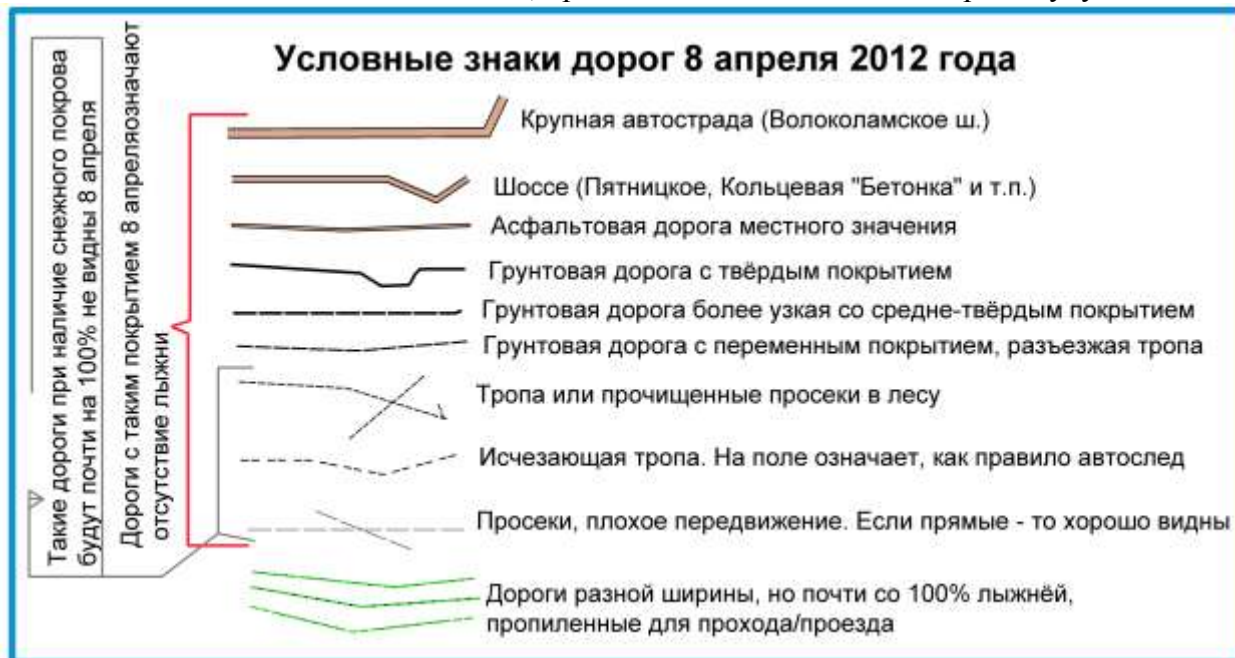 Условные знаки дорог 8 апреля 2012 года
Такие дороги при наличие снежного покрова
будут почти на 100% не видны 8 апреля
Дороги с таким покрытием 8 апреляозначают
отсутствие лыжни
Крупная автострада (Волоколамское ш.)
Шоссе (Пятницкое, Кольцевая "Бетонка" и т.п.)
Асфальтовая дорога местного значения
Грунтовая дорога с твёрдым покрытием
Грунтовая дорога более узкая со средне-твёрдым покрытием
Грунтовая дорога с переменным покрытием, разъезжая тропа
Тропа или прочищенные просеки в лесу
Исчезающая тропа. На поле означает, как правило автослед
Просеки, плохое передвижение. Если прямые - то хорошо видны
Дороги разной ширины, но почти со 100% лыжнёй,
пропиленные для прохода/проезда